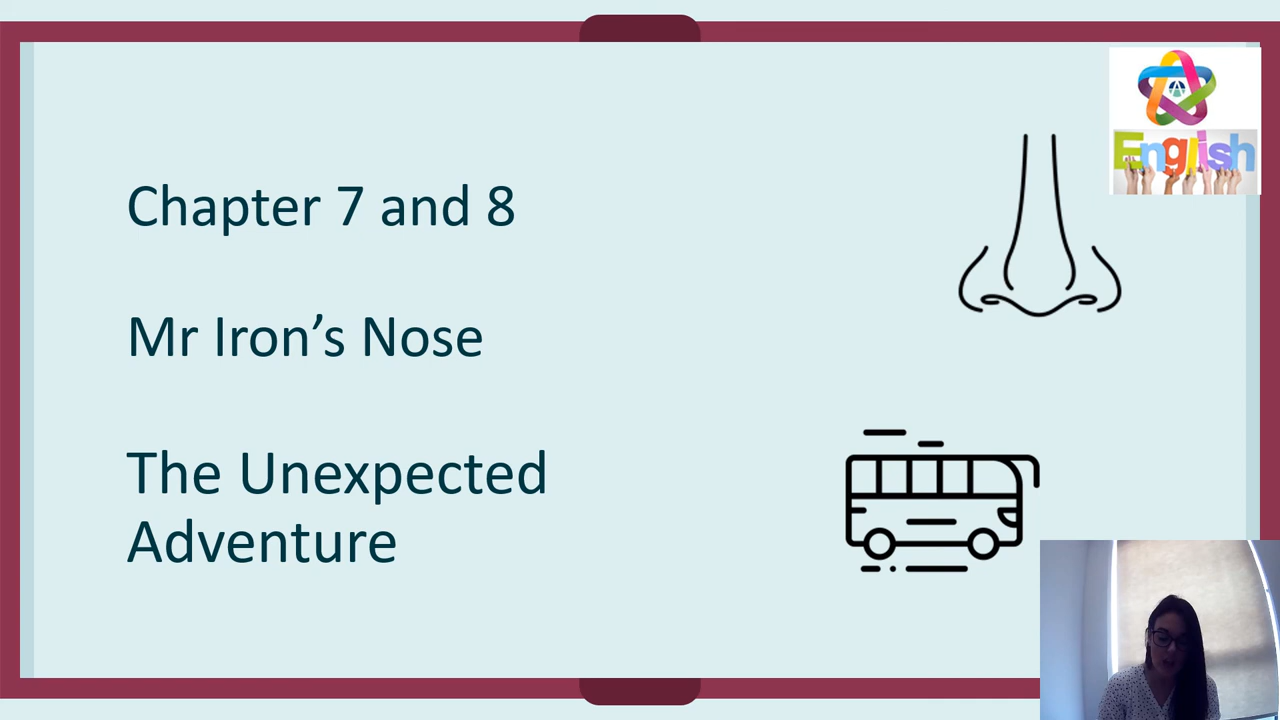 Chapter 7 and 8
Mr Iron’s Nose
The Unexpected
Adventure
English